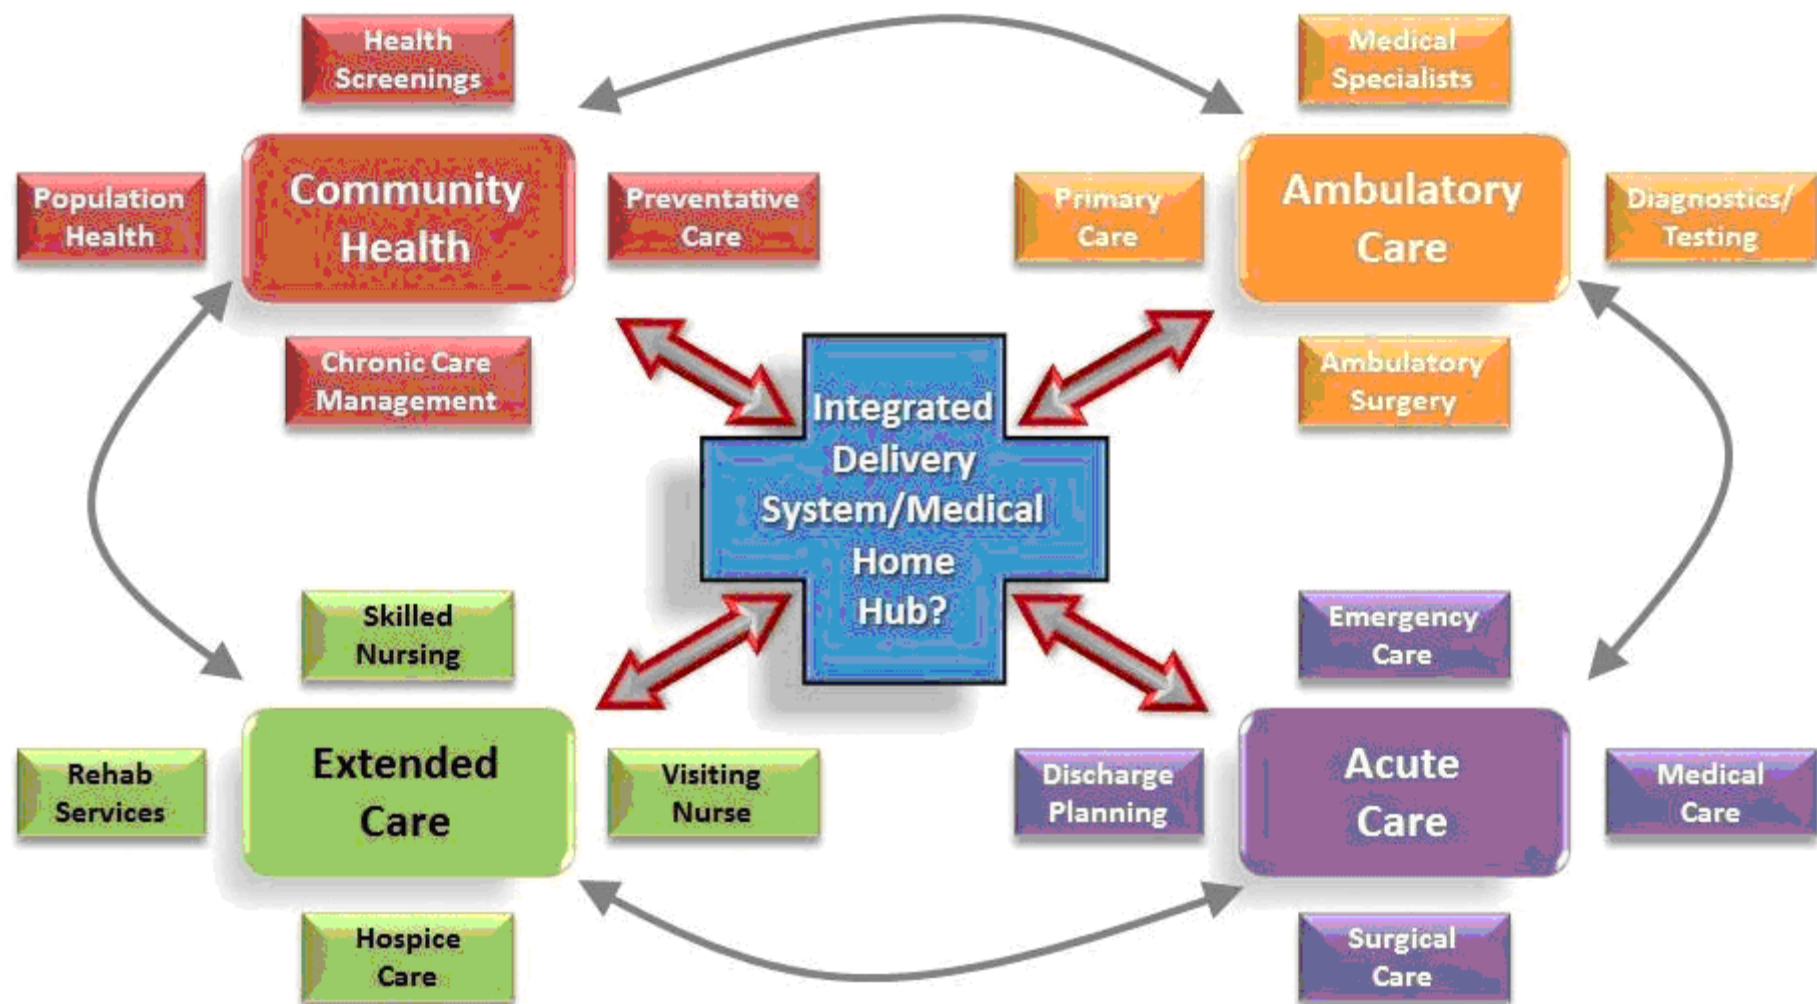 Health
Screenings
Population
Health
Community
Health
Preventative
Care
Chronic Care
Management
Medical
Specialists
Primary
Care
Ambulatory
Care
Diagnostics/
Testing
Ambulatory
Surgery
Integrated
Delivery
System/Medical
Home
Hub?
Skilled
Nursing
Rehab
Services
Extended
Care
Visiting
Nurse
Hospice
Care
Emergency
Care
Discharge
Planning
Acute
Care
Medical
Care
Surgical
Care